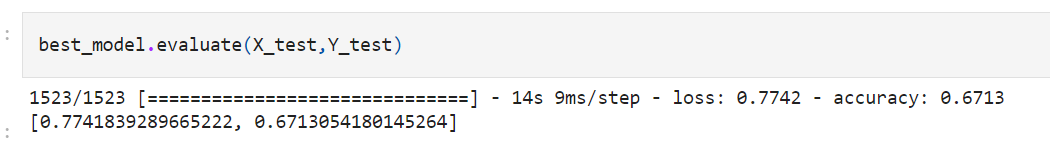 best_model.evaluate(X_test,Y_test)
1523/1523 [==============================] - 14s 9ms/step - loss: 0.7742 - accuracy: 0.6713
[0.7741839289665222, 0.6713054180145264]